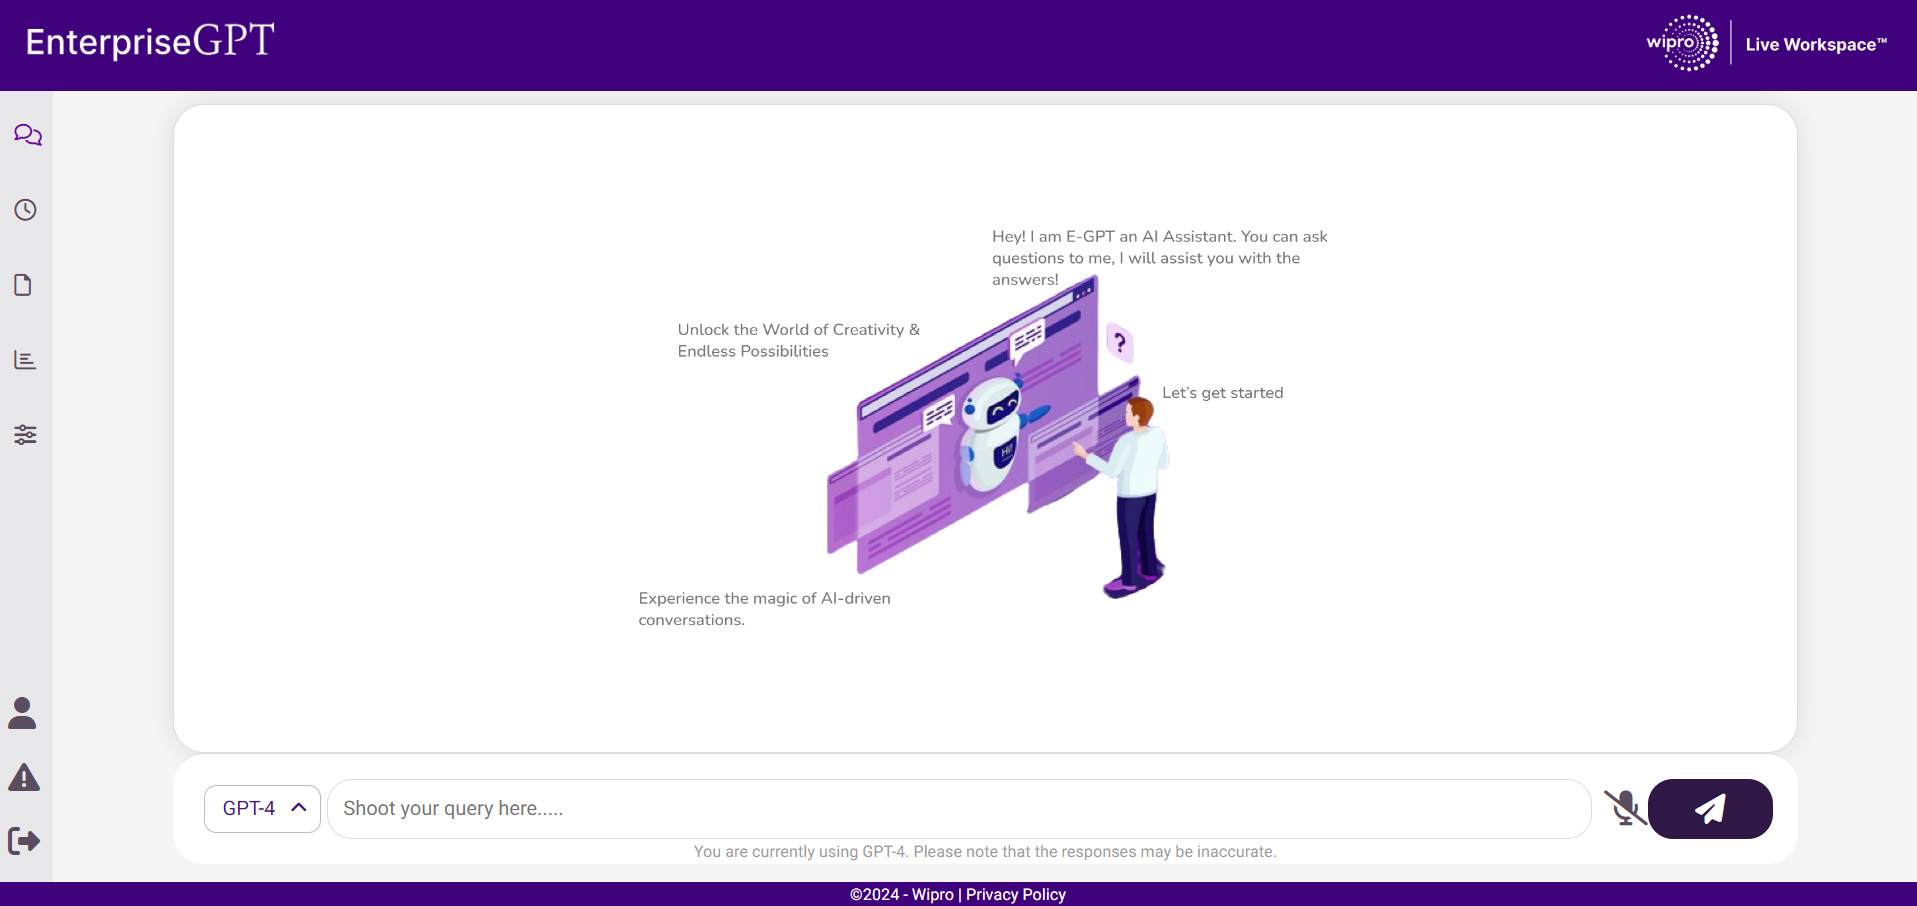 EnterpriseGPT
wipro
Live Workspace™
Hey! I am E-GPT an AI Assistant. You can ask
questions to me, I will assist you with the
answers!
Unlock the World of Creativity &
Endless Possibilities
?
Let's get started
Hi!
Experience the magic of AI-driven
conversations.
GPT-4
Shoot your query here.....
You are currently using GPT-4. Please note that the responses may be inaccurate.
©2024 - Wipro | Privacy Policy